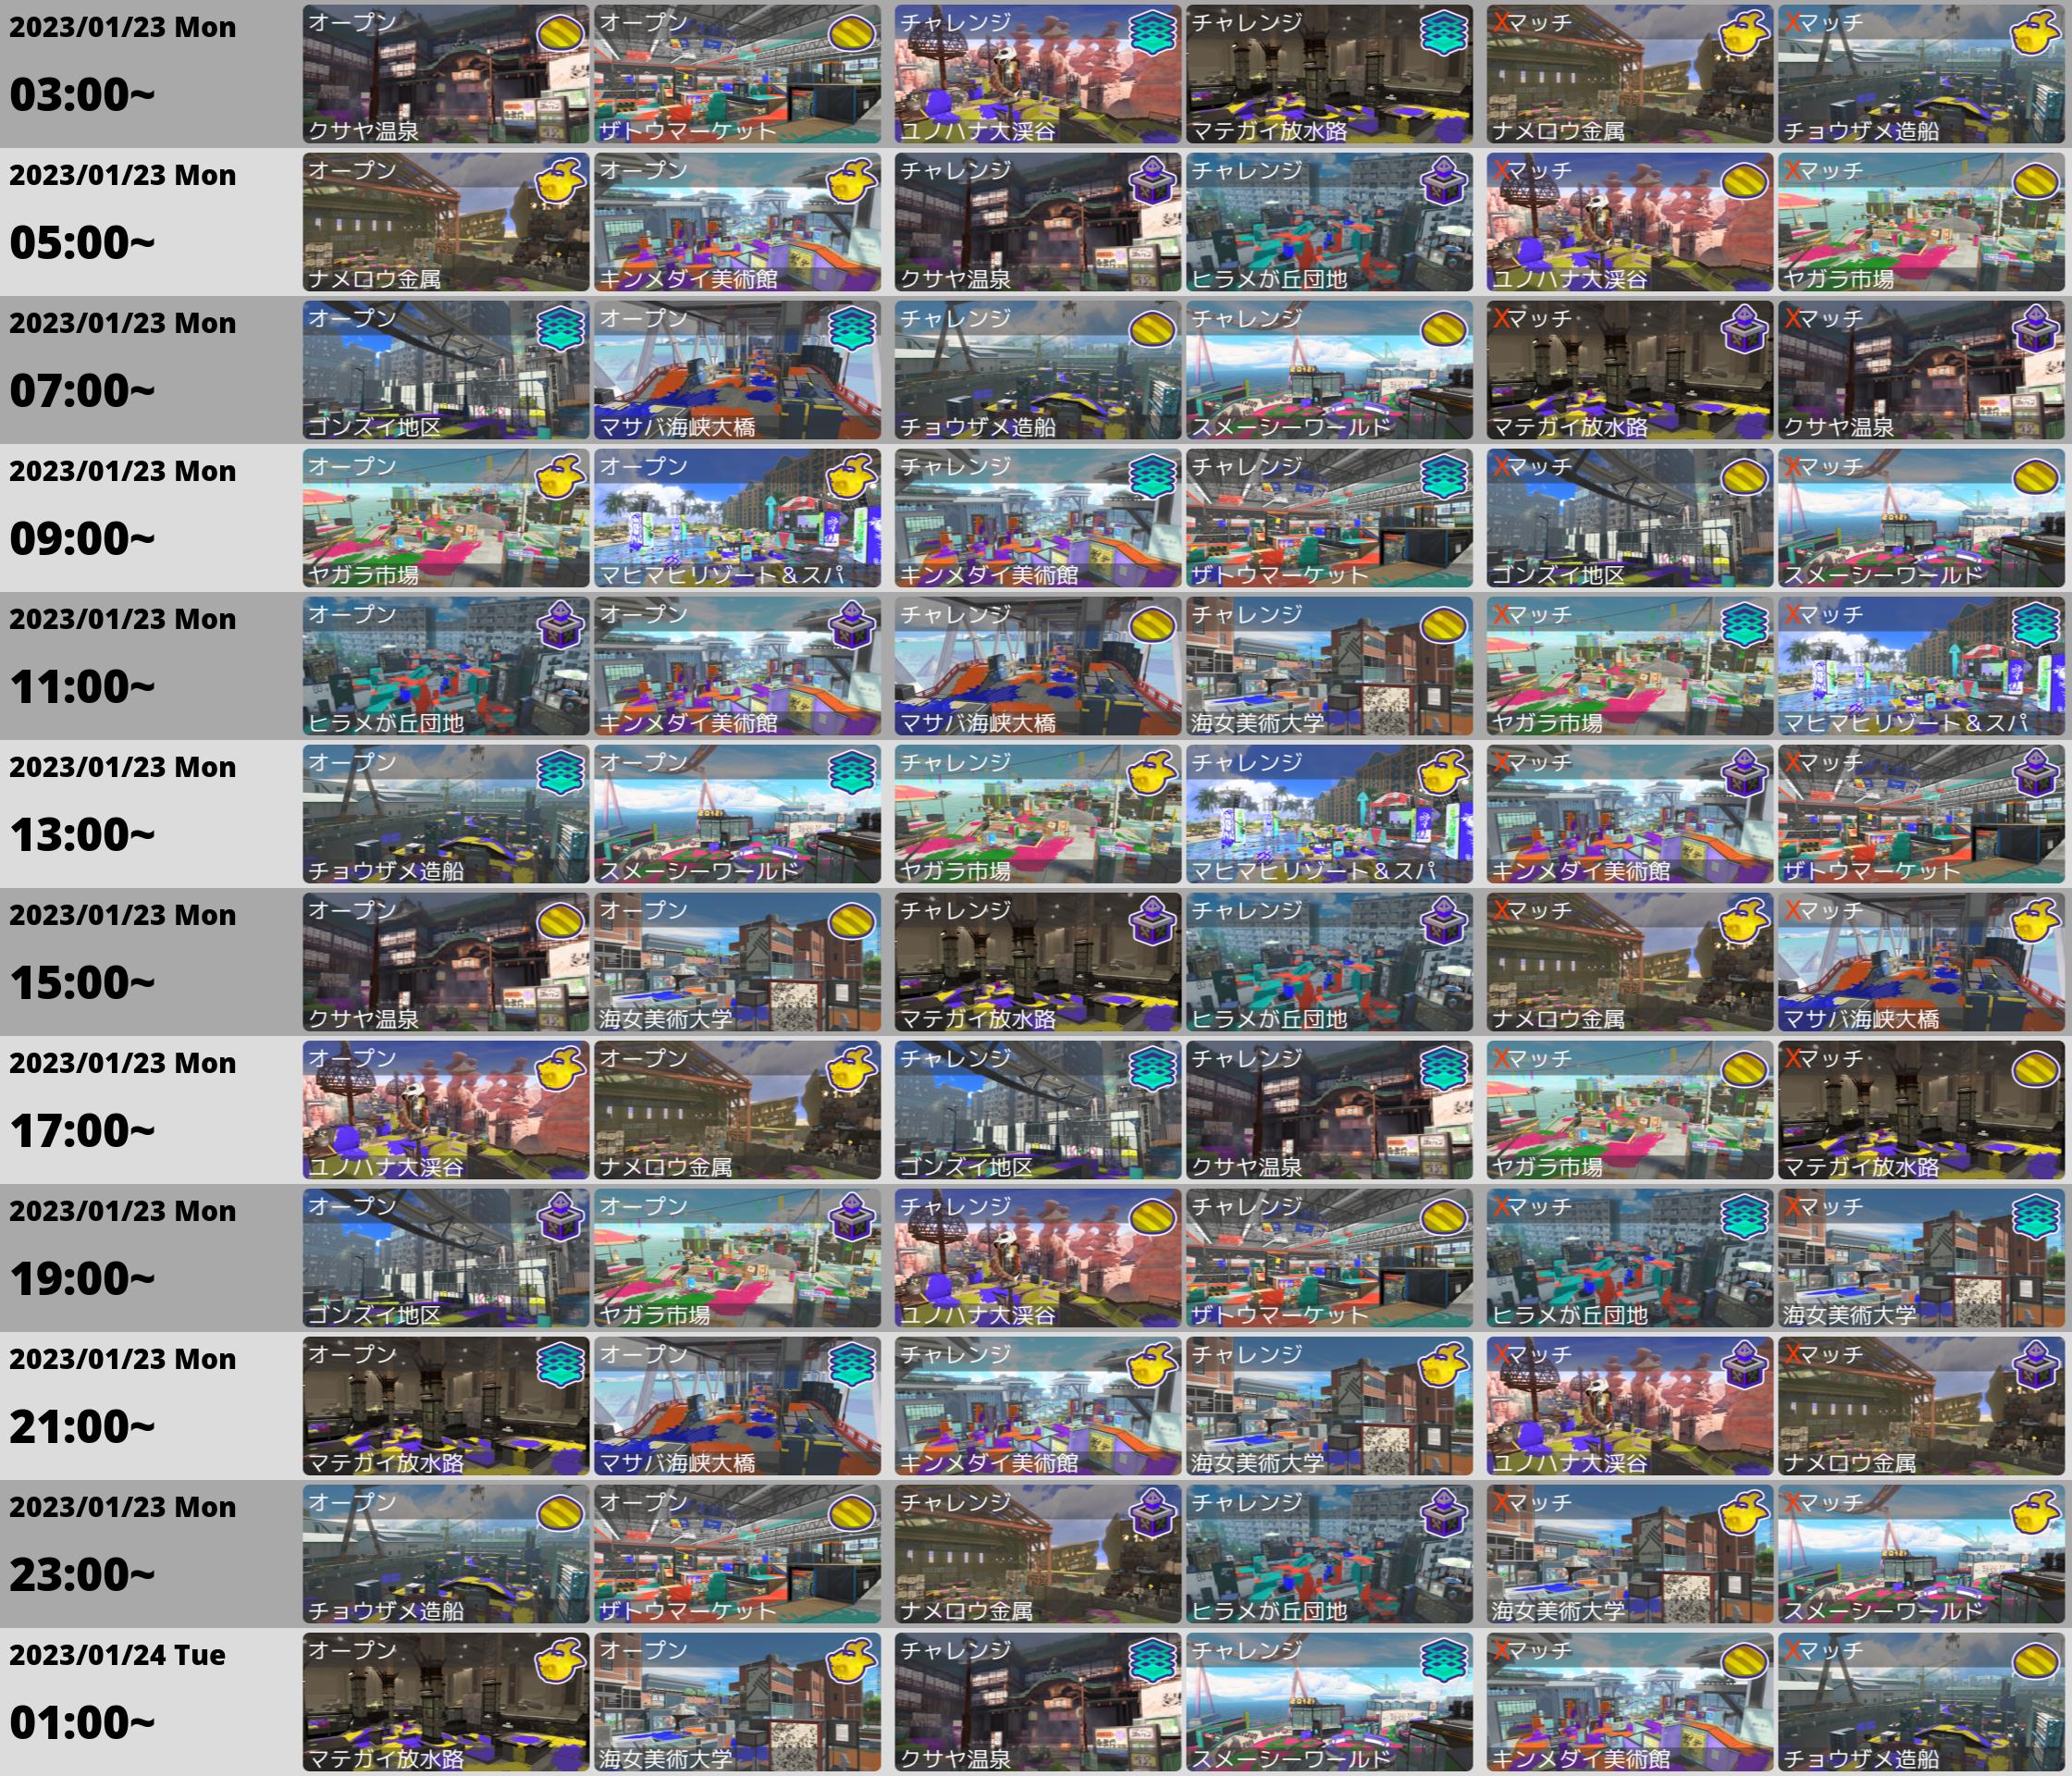 2023/01/23 Mon
03:00~
オープン オープン チャレンジ チャレンジ Xマッチ Xマッチ
クサヤ温泉 ザトウマーケット ユノハナ大渓谷 マテガイ放水路 ナメロウ金属 チョウザメ造船
2023/01/23 Mon
05:00~
オープン オープン チャレンジ チャレンジ Xマッチ Xマッチ
ナメロウ金属 キンメダイ美術館 クサヤ温泉 ヒラメが丘団地 ユノハナ大渓谷 ヤガラ市場
2023/01/23 Mon
07:00~
オープン オープン チャレンジ チャレンジ Xマッチ Xマッチ
ゴンズイ地区 マサバ海峡大橋 チョウザメ造船 スメーシーワールド マテガイ放水路 クサヤ温泉
2023/01/23 Mon
09:00~
オープン オープン チャレンジ チャレンジ Xマッチ Xマッチ
ヤガラ市場 マヒマヒリゾート&スパ キンメダイ美術館 ザトウマーケット ゴンズイ地区 スメーシーワールド
2023/01/23 Mon
11:00~
オープン オープン チャレンジ チャレンジ Xマッチ Xマッチ
ヒラメが丘団地 キンメダイ美術館 マサバ海峡大橋 海女美術大学 ヤガラ市場 マヒマヒリゾート&スパ
2023/01/23 Mon
13:00~
オープン オープン チャレンジ チャレンジ Xマッチ Xマッチ
チョウザメ造船 スメーシーワールド ヤガラ市場 マヒマヒリゾート&スパ キンメダイ美術館 ザトウマーケット
2023/01/23 Mon
15:00~
オープン オープン チャレンジ チャレンジ Xマッチ Xマッチ
クサヤ温泉 海女美術大学 マテガイ放水路 ヒラメが丘団地 ナメロウ金属 マサバ海峡大橋
2023/01/23 Mon
17:00~
オープン オープン チャレンジ チャレンジ Xマッチ Xマッチ
ユノハナ大渓谷 ナメロウ金属 ゴンズイ地区 クサヤ温泉 ヤガラ市場 マテガイ放水路
2023/01/23 Mon
19:00~
オープン オープン チャレンジ チャレンジ Xマッチ Xマッチ
ゴンズイ地区 ヤガラ市場 ユノハナ大渓谷 ザトウマーケット ヒラメが丘団地 海女美術大学
2023/01/23 Mon
21:00~
オープン オープン チャレンジ チャレンジ Xマッチ Xマッチ
マテガイ放水路 マサバ海峡大橋 キンメダイ美術館 海女美術大学 ユノハナ大渓谷 ナメロウ金属
2023/01/23 Mon
23:00~
オープン オープン チャレンジ チャレンジ Xマッチ Xマッチ
チョウザメ造船 ザトウマーケット ナメロウ金属 ヒラメが丘団地 海女美術大学 スメーシーワールド
2023/01/24 Tue
01:00~
オープン オープン チャレンジ チャレンジ Xマッチ Xマッチ
マテガイ放水路 海女美術大学 クサヤ温泉 スメーシーワールド キンメダイ美術館 チョウザメ造船